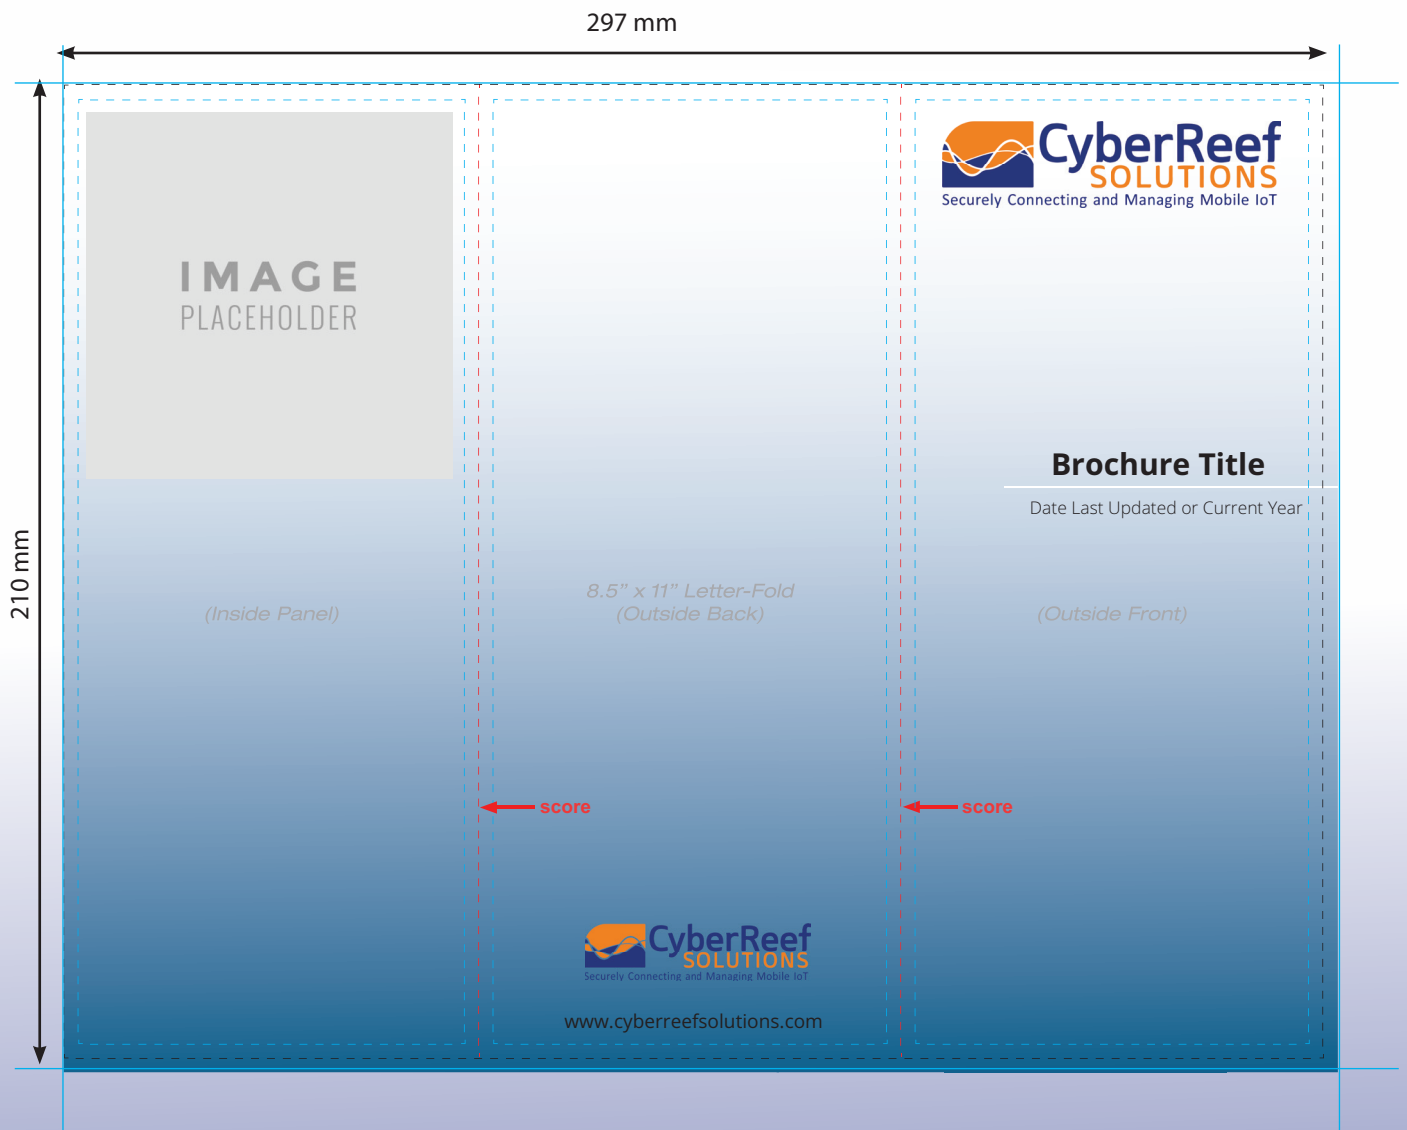 297 mm
210 mm
IMAGE
PLACEHOLDER
(Inside Panel)
8.5” x 11” Letter-Fold
(Outside Back)
score
CyberReef
SOLUTIONS
Securely Connecting and Managing Mobile IoT
www.cyberreefsolutions.com
CyberReef
SOLUTIONS
Securely Connecting and Managing Mobile IoT
Brochure Title
Date Last Updated or Current Year
(Outside Front)
score